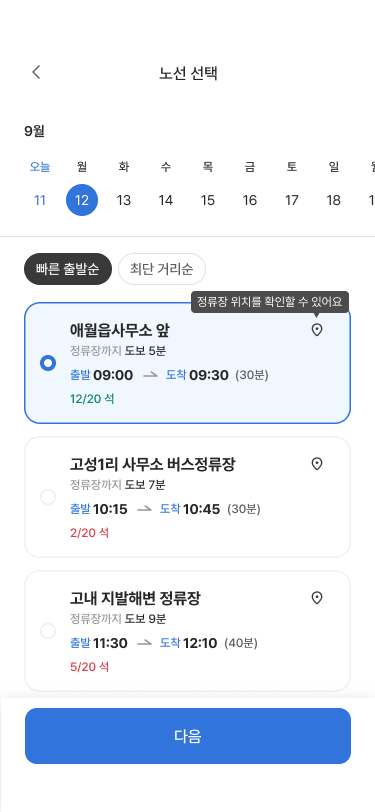 노선 선택
9월
오늘 월 화 수 목 금 토 일
11 12 13 14 15 16 17 18
빠른 출발순 최단 거리순
정류장 위치를 확인할 수 있어요
애월읍사무소 앞
정류장까지 도보 5분
출발 09:00 도착 09:30 (30분)
12/20 석
고성1리 사무소 버스정류장
정류장까지 도보 7분
출발 10:15 도착 10:45 (30분)
2/20 석
고내 지발해변 정류장
정류장까지 도보 9분
출발 11:30 도착 12:10 (40분)
5/20 석
다음